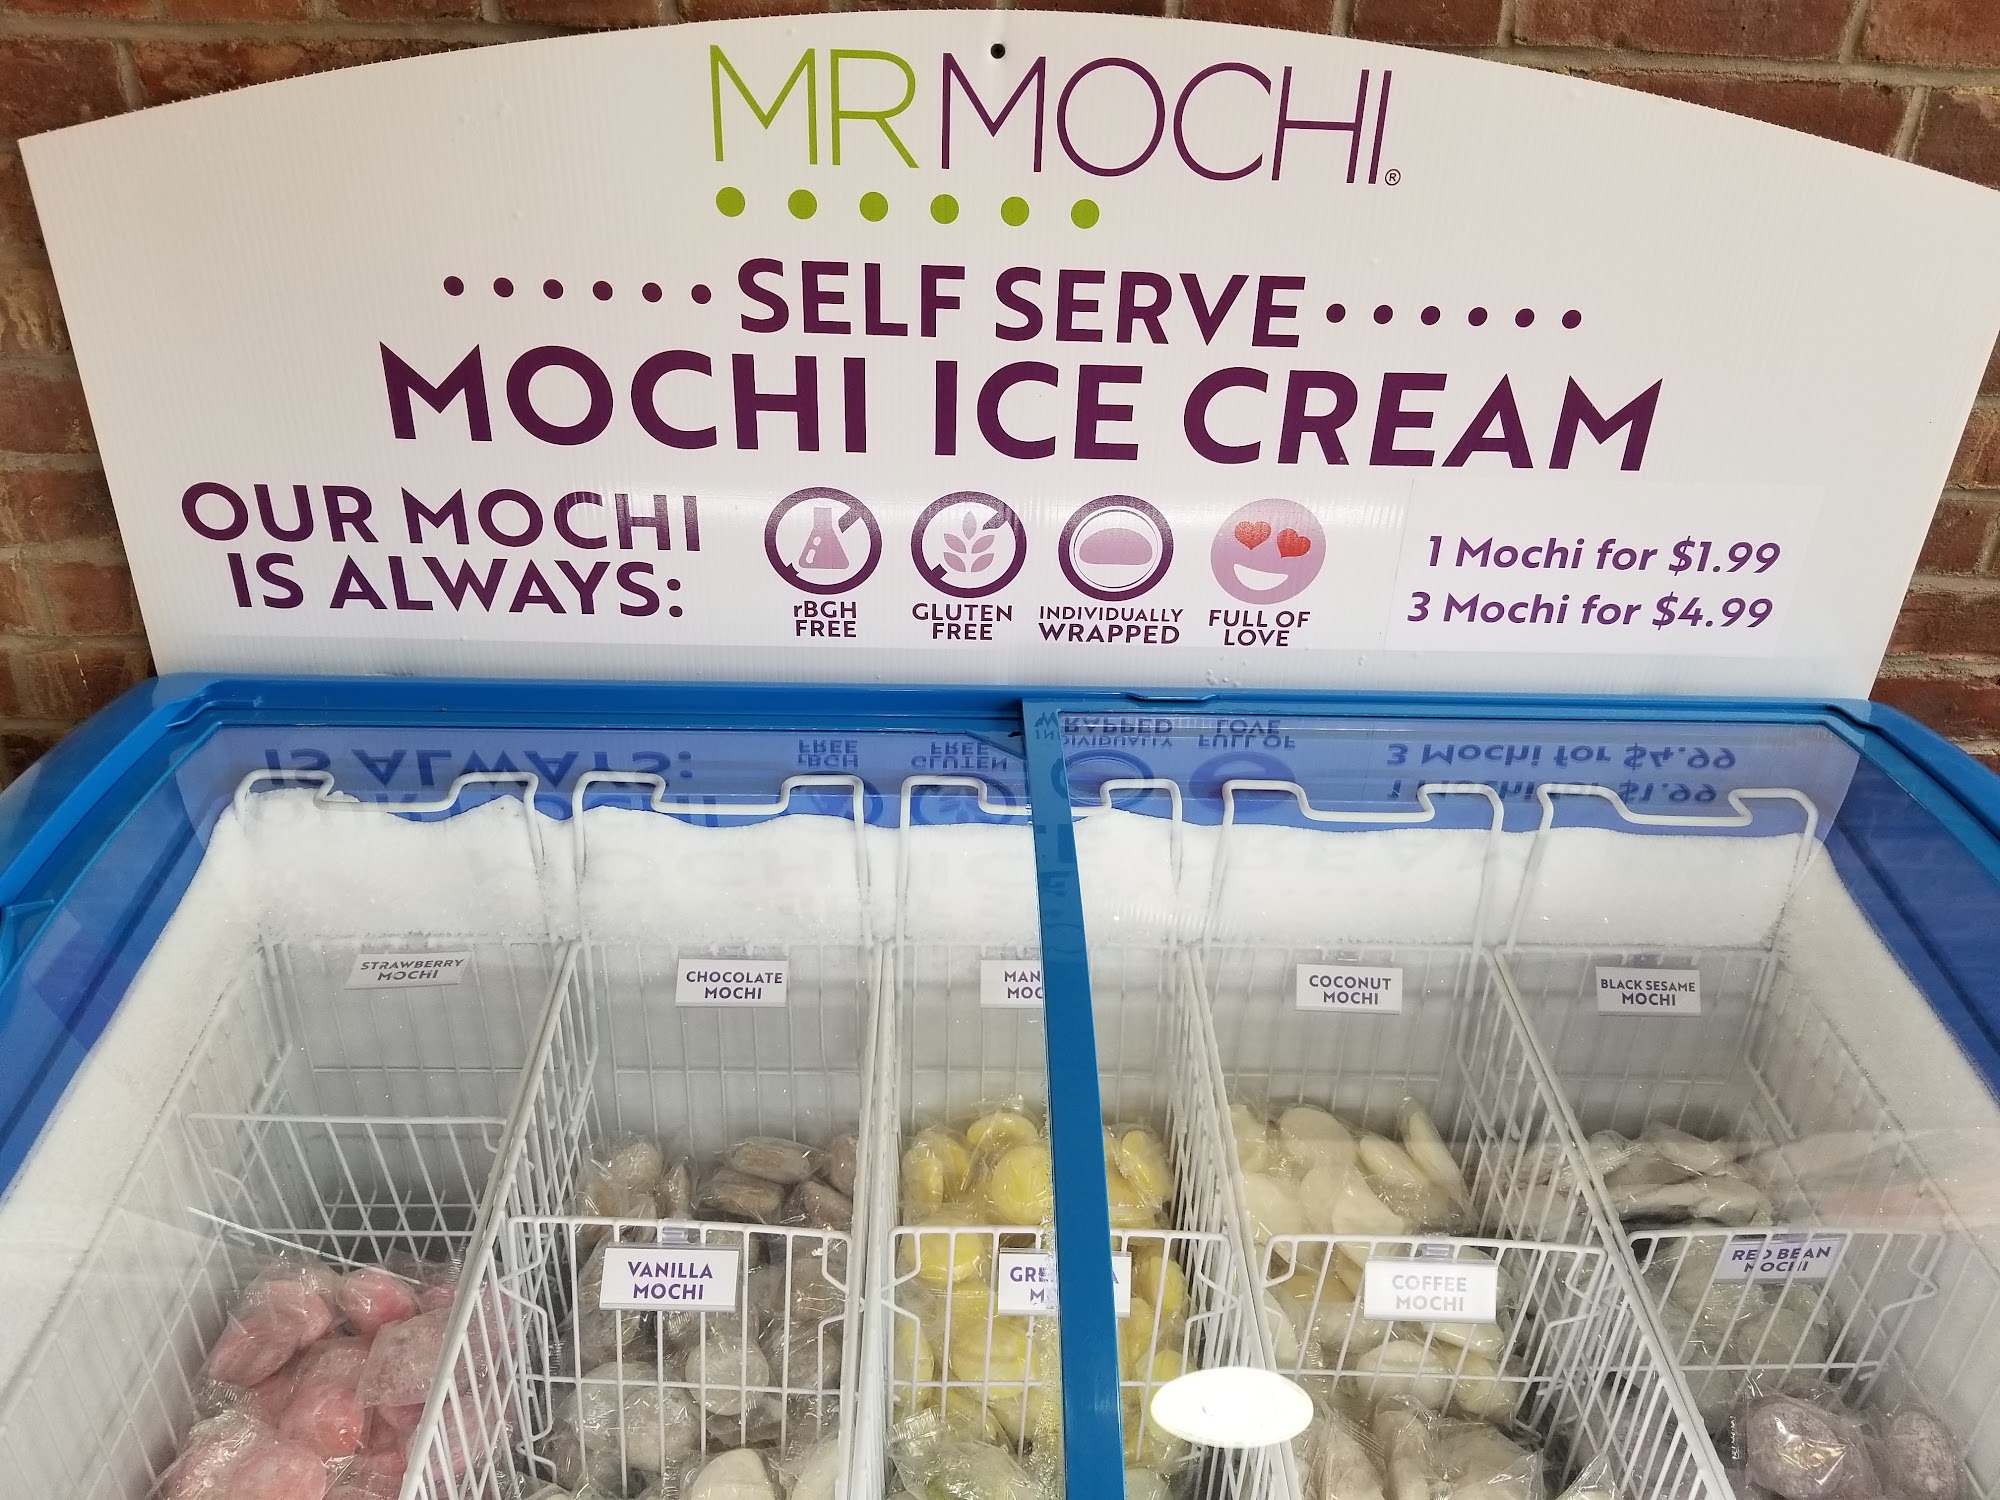 MR MOCHI®
SELF SERVE
MOCHI ICE CREAM
OUR MOCHI
IS ALWAYS:
rBGH
FREE
GLUTEN
FREE
INDIVIDUALLY
WRAPPED
FULL OF
LOVE
1 Mochi for $1.99
3 Mochi for $4.99
STRAWBERRY
MOCHI
CHOCOLATE
MOCHI
COCONUT
MOCHI
BLACK SESAME
MOCHI
VANILLA
MOCHI
COFFEE
MOCHI
RED BEAN
MOCHI